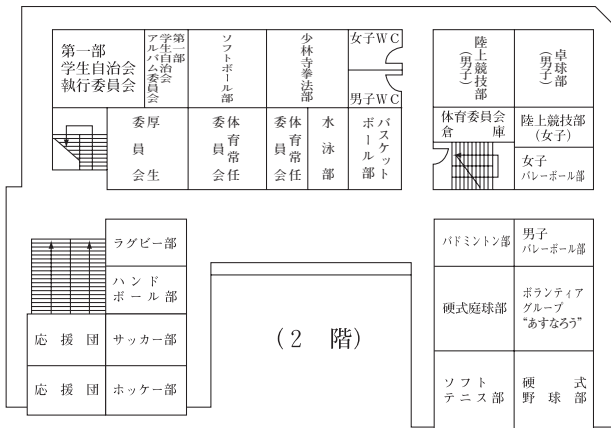 第一部
学生自治会
執行委員会
第一部
学生自治会
アルバム委員会
ソフトボール部
少林寺拳法部
女子WC
男子WC
陸上競技部
(男子)
卓球部
(男子)
厚生
委員会
体育常任
委員会
体育常任
委員会
水泳部
バスケット
ボール部
体育委員会
倉庫
陸上競技部
(女子)
女子
バレーボール部
ラグビー部
ハンド
ボール部
応援団
サッカー部
応援団
ホッケー部
(2 階)
バドミントン部
男子
バレーボール部
硬式庭球部
ボランティア
グループ
“あすなろう”
ソフト
テニス部
硬式
野球部